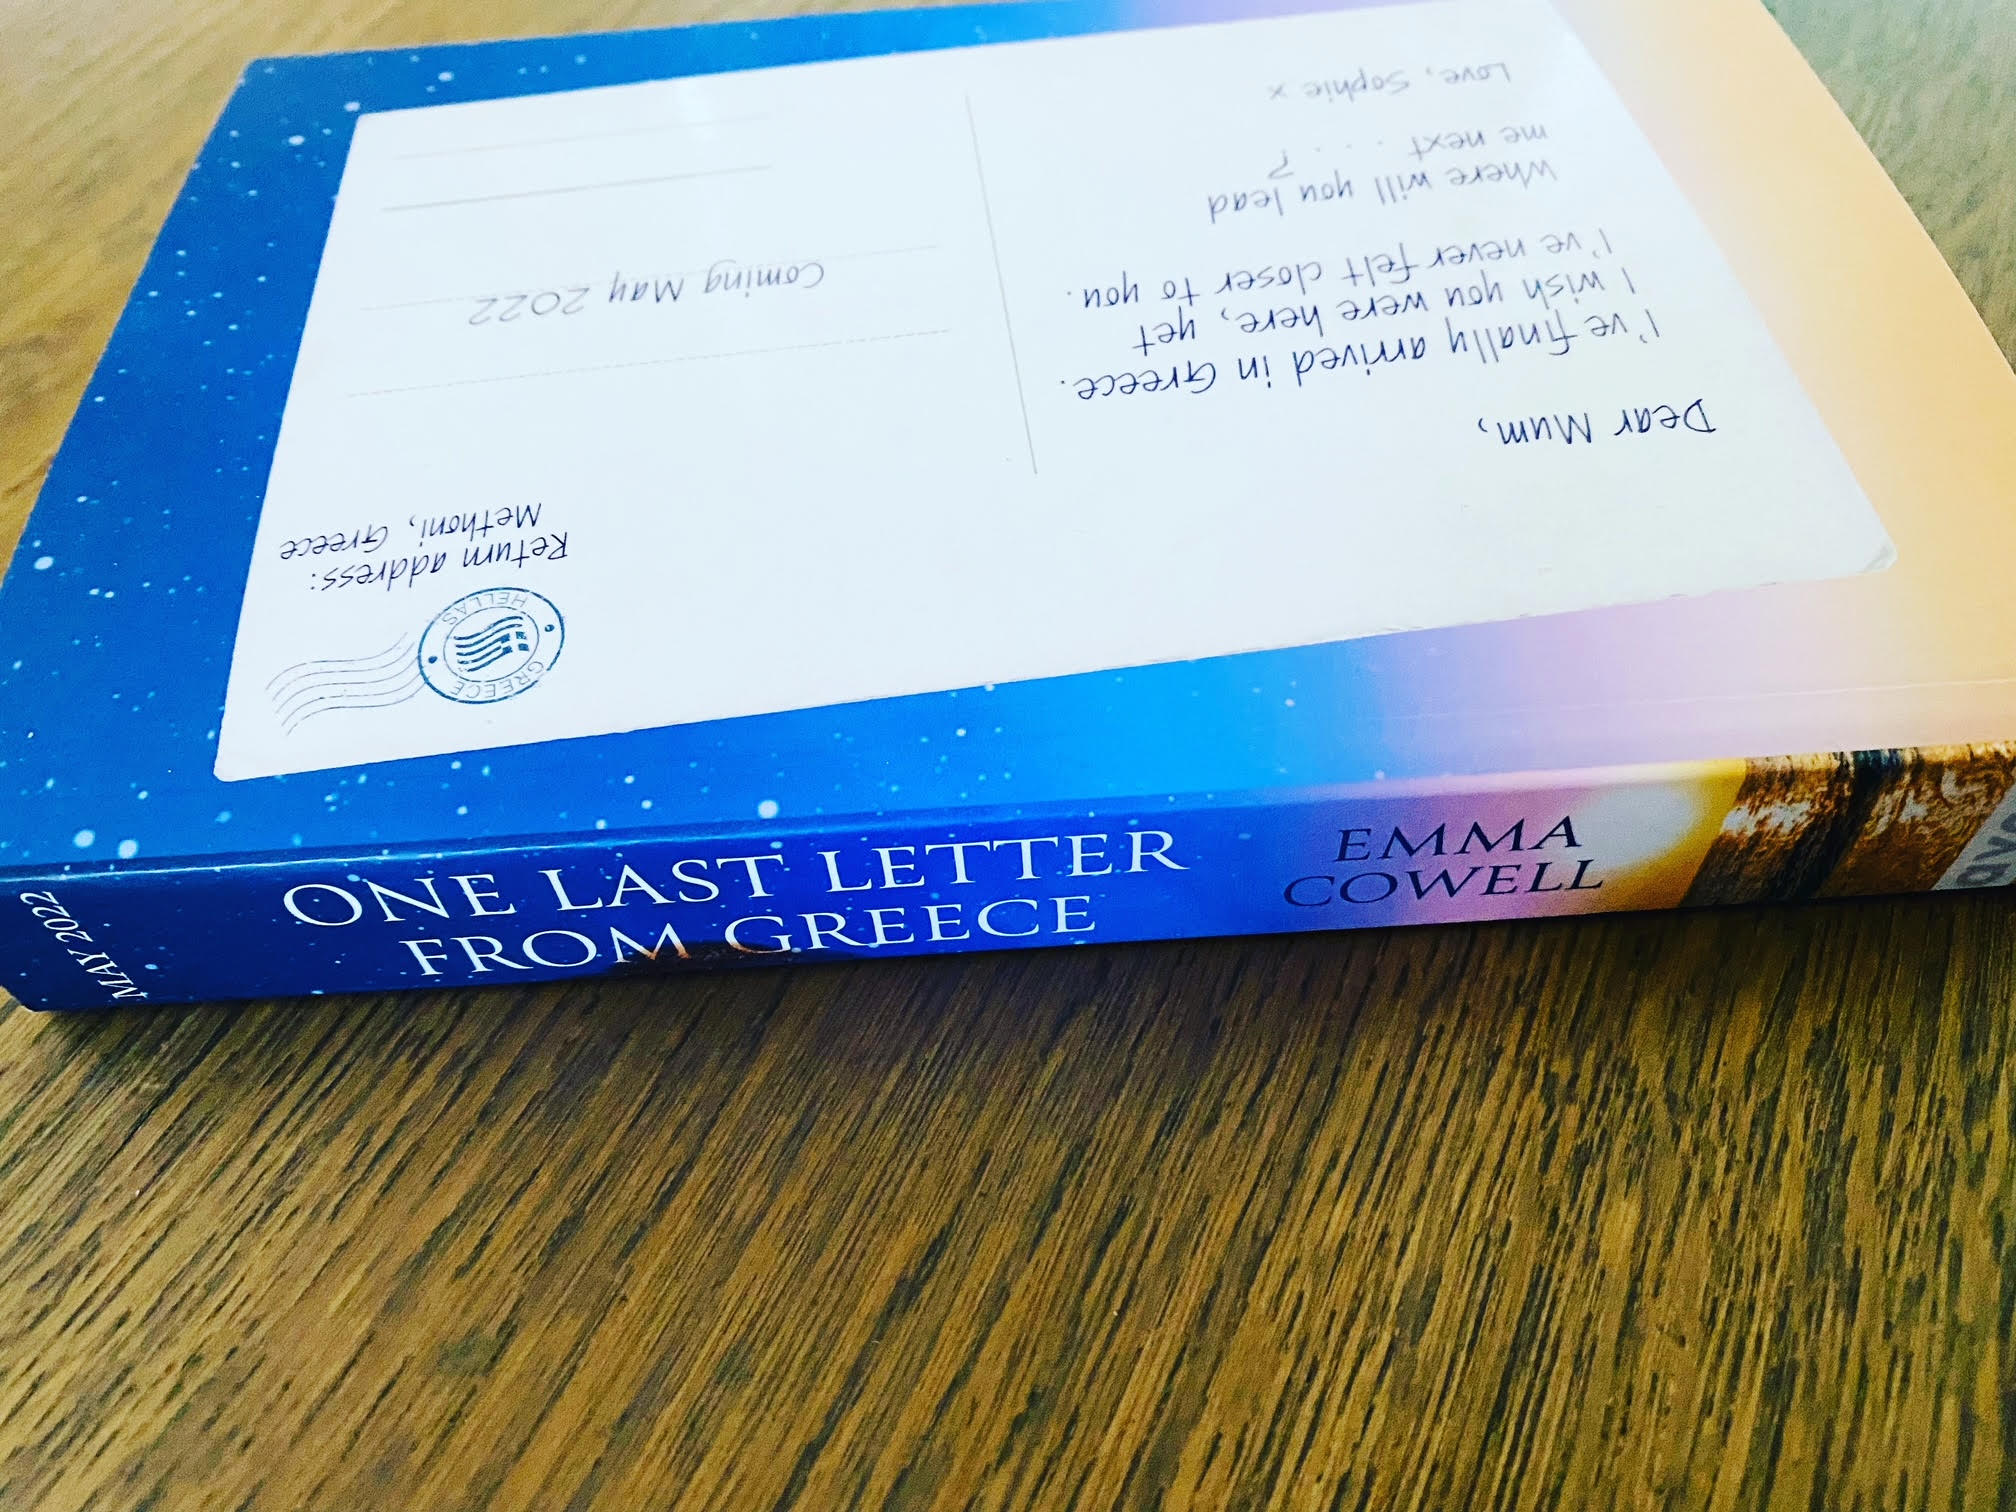 Dear Mum,
I've finally arrived in Greece.
I wish you were here, yet
I've never felt closer to you.
Where will you lead
me next . . . ?
Love, Sophie x
GREECE
HELLAS
Return address:
Methoni, Greece
Coming May 2022
MAY 2022
ONE LAST LETTER
FROM GREECE
EMMA
COWELL